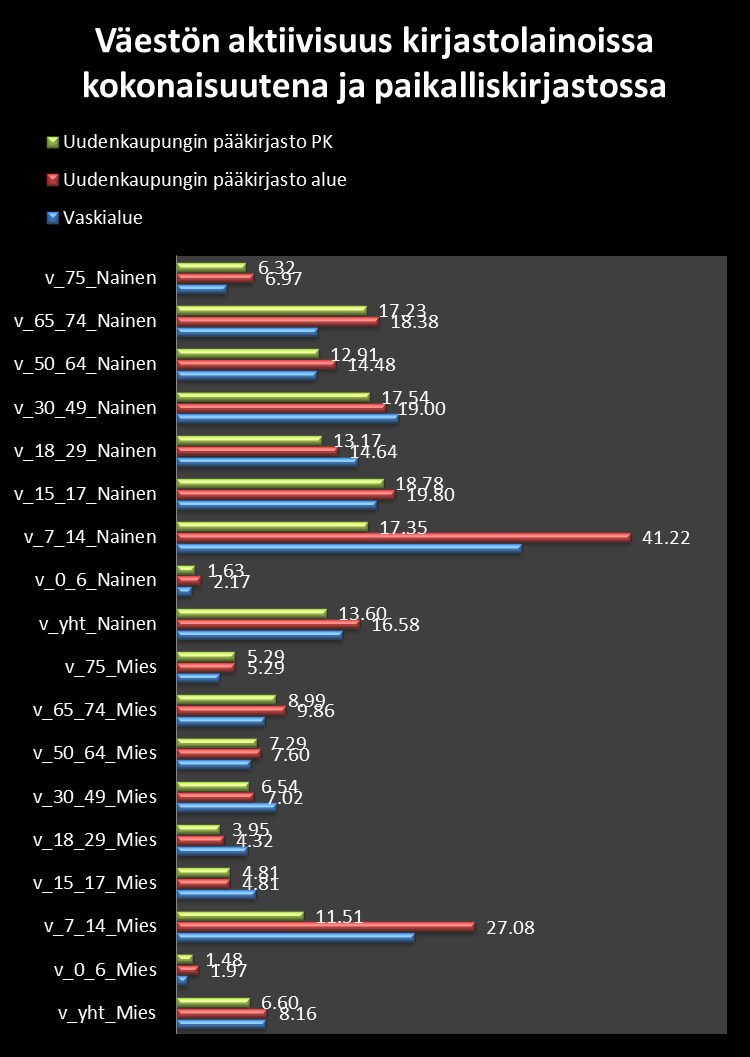 Väestön aktiivisuus kirjastolainoissa
kokonaisuutena ja paikalliskirjastossa
Uudenkaupungin pääkirjasto PK
Uudenkaupungin pääkirjasto alue
Vaskialue
v_75_Nainen
6.32
6.97
v_65_74_Nainen
17.23
18.38
v_50_64_Nainen
12.91
14.48
v_30_49_Nainen
17.54
19.00
v_18_29_Nainen
13.17
14.64
v_15_17_Nainen
18.78
19.80
v_7_14_Nainen
17.35
41.22
v_0_6_Nainen
1.63
2.17
v_yht_Nainen
13.60
16.58
v_75_Mies
5.29
5.29
v_65_74_Mies
8.99
9.86
v_50_64_Mies
7.29
7.60
v_30_49_Mies
6.54
7.02
v_18_29_Mies
3.95
4.32
v_15_17_Mies
4.81
4.81
v_7_14_Mies
11.51
27.08
v_0_6_Mies
1.48
1.97
v_yht_Mies
6.60
8.16